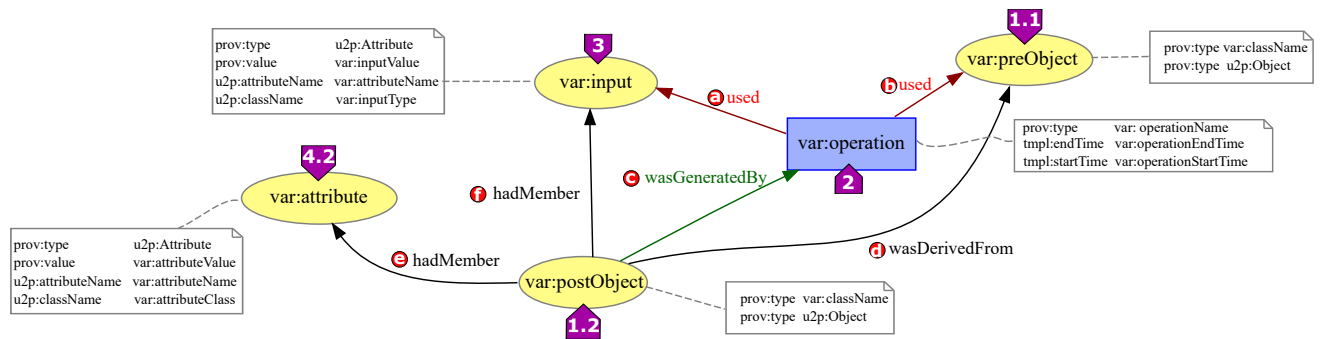 1.1
3
prov:type u2p:Attribute
prov:value var:inputValue
u2p:attributeName var:attributeName
u2p:className var:inputType
var:input
var:preObject
prov:type var:className
prov:type u2p:Object
a used
b used
var:operation
prov:type var: operationName
tmpl:endTime var:operationEndTime
tmpl:startTime var:operationStartTime
2
4.2
var:attribute
c wasGeneratedBy
f hadMember
prov:type u2p:Attribute
prov:value var:attributeValue
u2p:attributeName var:attributeName
u2p:className var:attributeClass
e hadMember
d wasDerivedFrom
var:postObject
1.2
prov:type var:className
prov:type u2p:Object